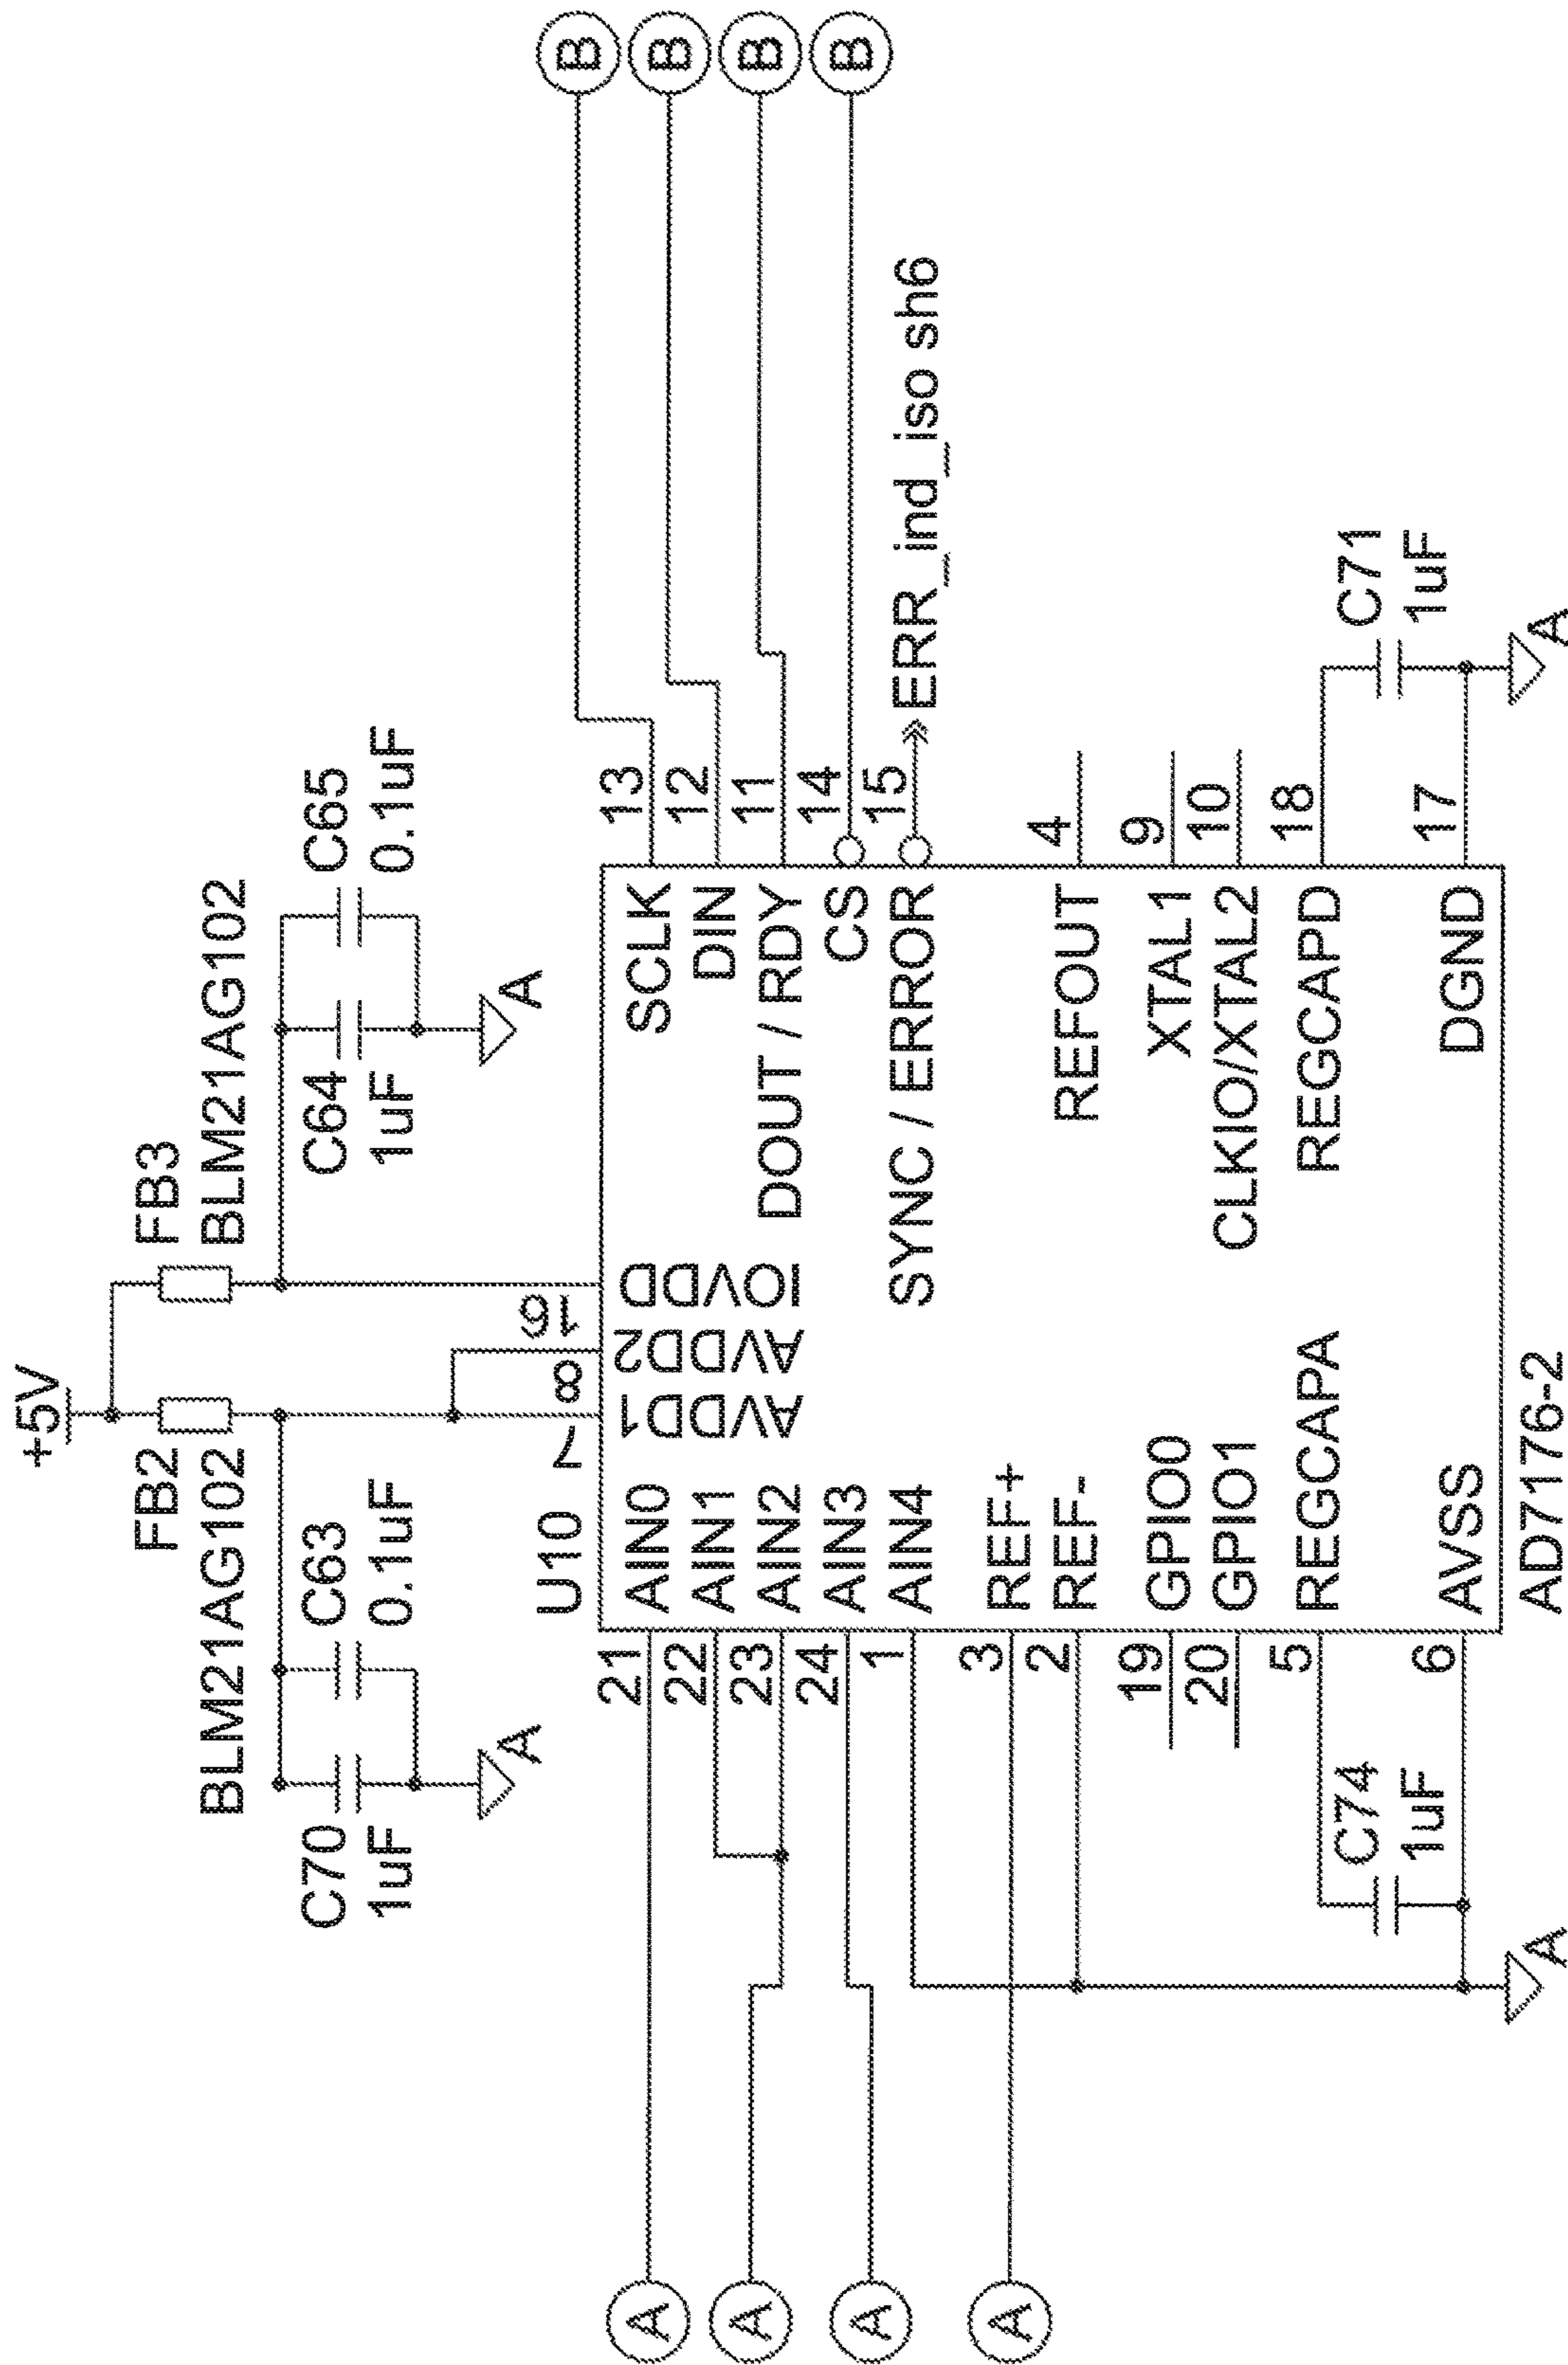 +5V
FB2
BLM21AG102
FB3
BLM21AG102
C70
1uF
C63
0.1uF
C64
1uF
C65
0.1uF
A
A
U10
7
8
16
AVDD1
AVDD2
IOVDD
A
21
AIN0
22
AIN1
A
23
AIN2
A
24
AIN3
1
AIN4
A
3
REF+
2
REF-
19
GPIO0
20
GPIO1
5
REGCAPA
C74
1uF
6
AVSS
A
SCLK
13
B
DIN
12
B
DOUT / RDY
11
B
CS
14
B
SYNC / ERROR
15
ERR_ind_iso sh6
REFOUT
4
XTAL1
9
CLKIO/XTAL2
10
REGCAPD
18
C71
1uF
DGND
17
A
AD7176-2